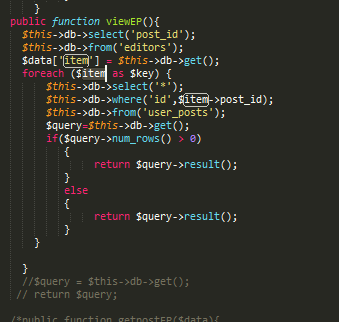 }
public function viewEP(){
$this->db->select('post_id');
$this->db->from('editors');
$data['item'] = $this->db->get();
foreach ($item as $key) {
$this->db->select('*');
$this->db->where('id',$item->post_id);
$this->db->from('user_posts');
$query=$this->db->get();
if($query->num_rows() > 0)
{
return $query->result();
}
else
{
return $query->result();
}
}
}
//$query = $this->db->get();
// return $query;
/*public function getpostEP($data){